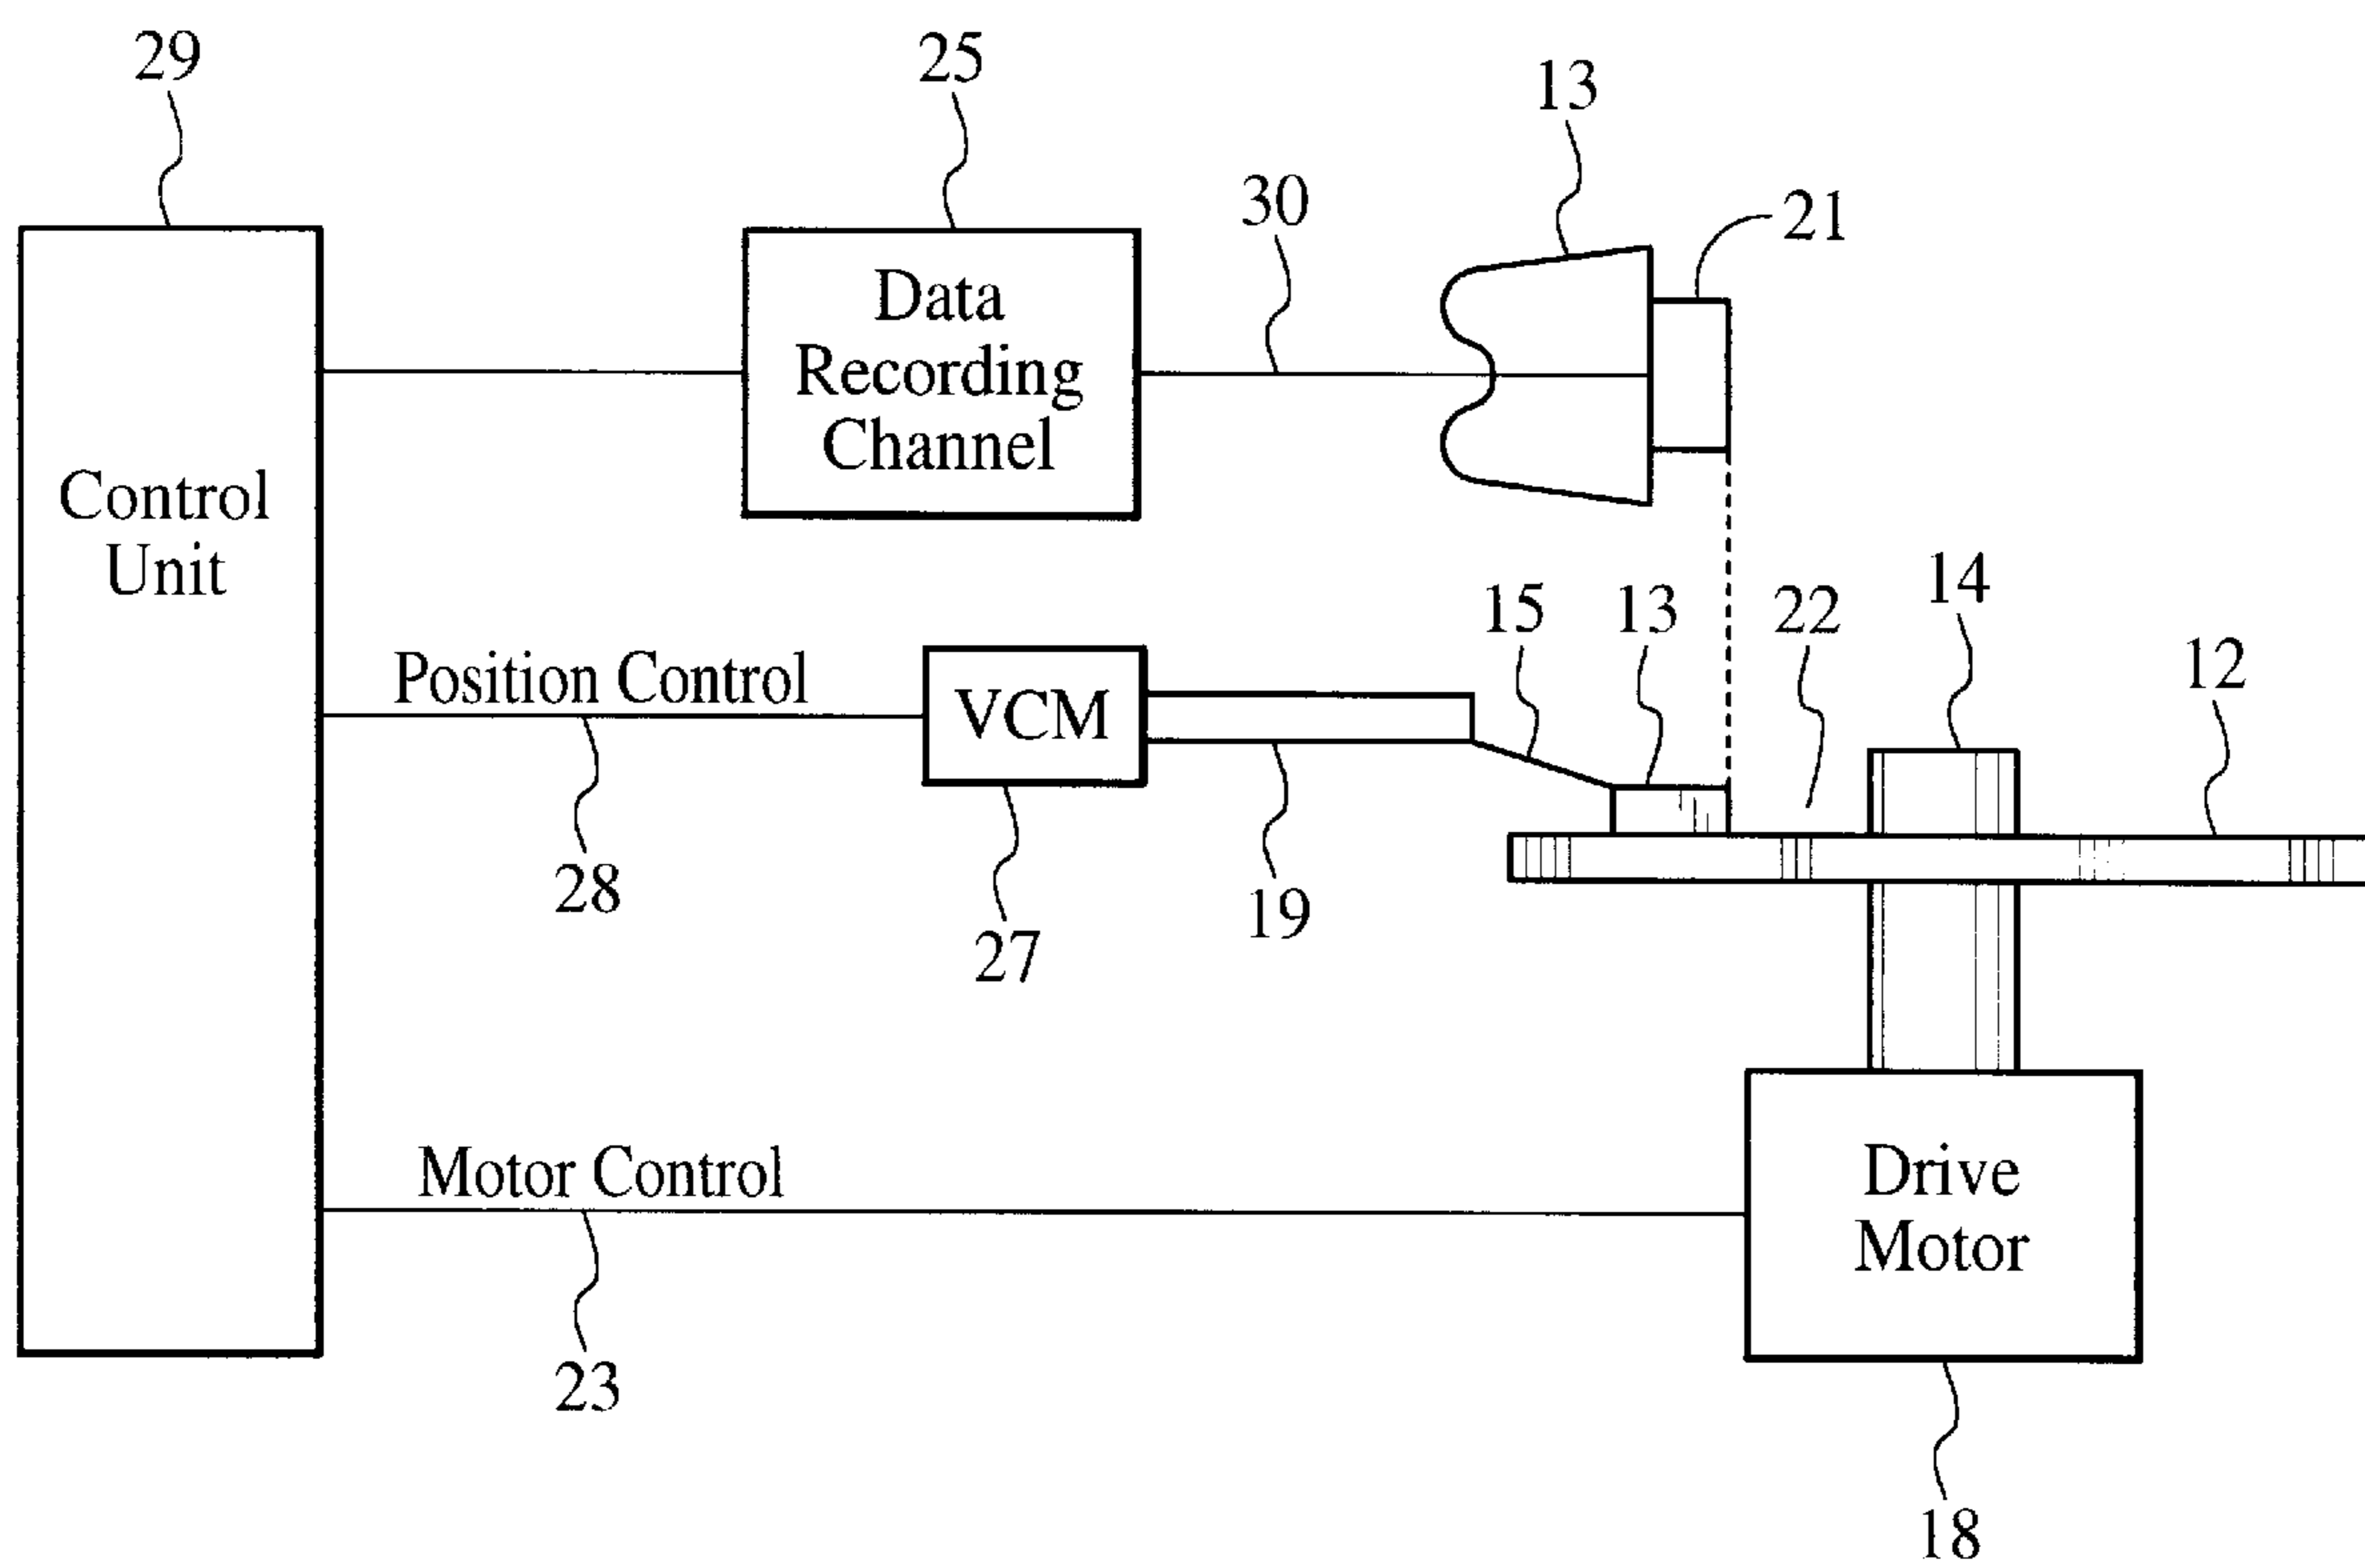 29
25
13
30
21
Data
Recording
Channel
Control
Unit
14
15
13
22
12
Position Control
VCM
28
19
27
Motor Control
Drive
Motor
23
18